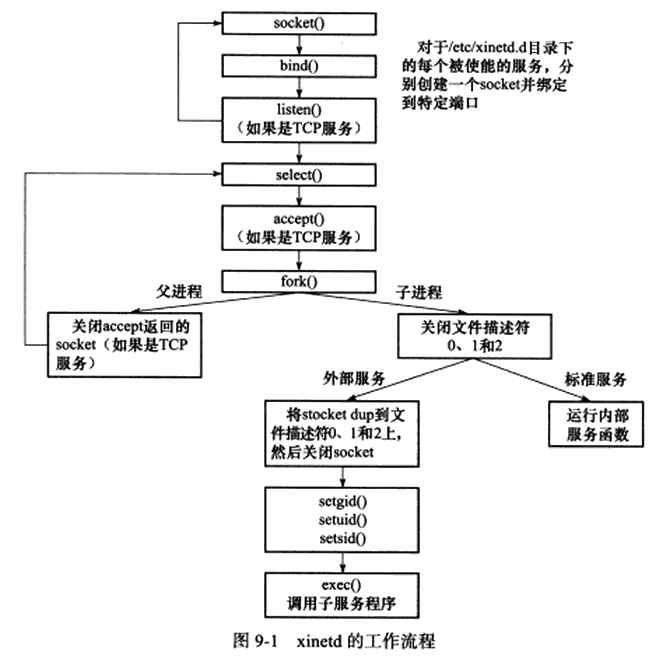 socket()
对于/etc/xinetd.d目录下
的每个被使能的服务，分
别创建一个socket并绑定
到特定端口
bind()
listen()
（如果是TCP服务）
select()
accept()
（如果是TCP服务）
fork()
父进程
子进程
关闭accept返回的
socket（如果是TCP
服务）
关闭文件描述符
0、1和2
外部服务
标准服务
将stocket dup到文
件描述符0、1和2上，
然后关闭socket
运行内部
服务函数
setgid()
setuid()
setsid()
exec()
调用子服务程序
图 9-1 xinetd 的工作流程